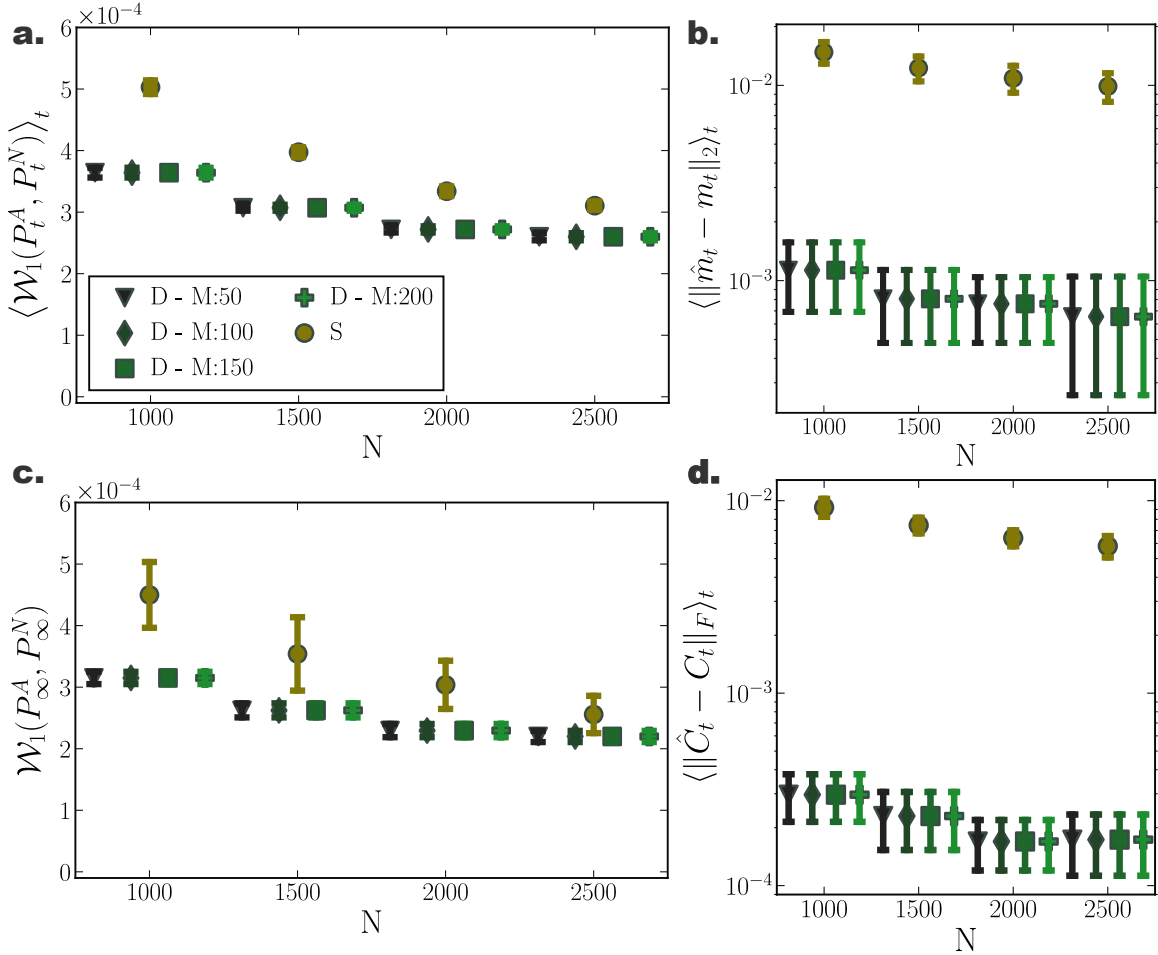 a.
×10⁻⁴
6
5
4
3
2
1
0
⟨𝒲₁(P_t^A, P_t^N)⟩_t
D - M:50
D - M:100
D - M:150
D - M:200
S
1000 1500 2000 2500
N
b.
10⁻²
10⁻³
⟨‖m̂_t − m_t‖₂⟩_t
1000 1500 2000 2500
N
c.
×10⁻⁴
6
5
4
3
2
1
0
𝒲₁(P_∞^A, P_∞^N)
1000 1500 2000 2500
N
d.
10⁻²
10⁻³
10⁻⁴
⟨‖Ĉ_t − C_t‖_F⟩_t
1000 1500 2000 2500
N